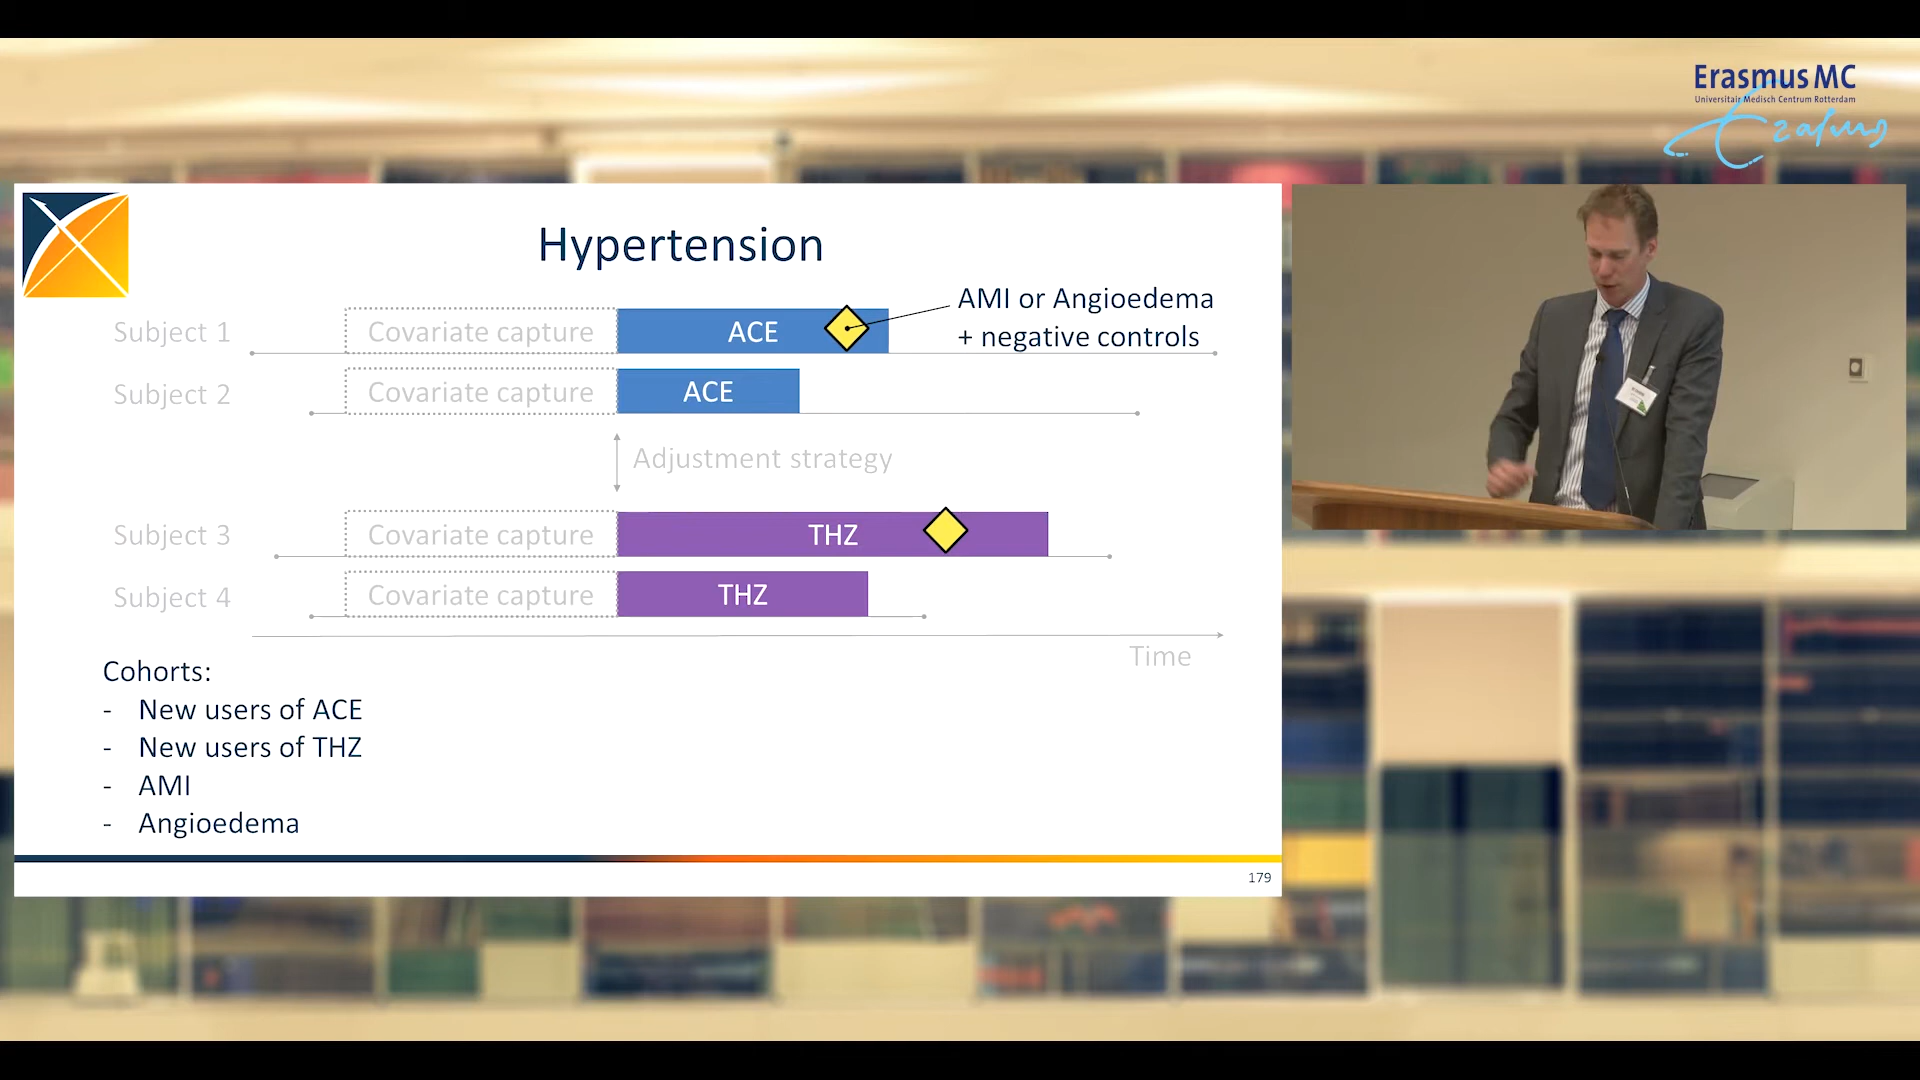 Erasmus MC
Universitair Medisch Centrum Rotterdam
Erasmus
Hypertension
AMI or Angioedema
+ negative controls
Subject 1
Covariate capture
ACE
Subject 2
Covariate capture
ACE
Adjustment strategy
Subject 3
Covariate capture
THZ
Subject 4
Covariate capture
THZ
Time
Cohorts:
- New users of ACE
- New users of THZ
- AMI
- Angioedema
179